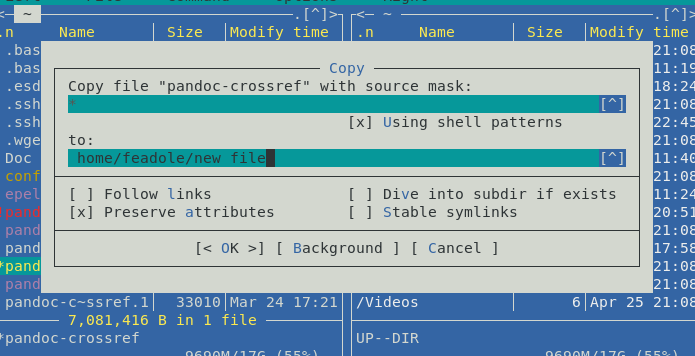 <─ ~ .[^]> <─ ~ .[^]>
.n Name Size Modify time .n Name Size Modify time
.bas 21:08
.bas Copy 11:19
.esd Copy file "pandoc-crossref" with source mask: 18:24
.ssh * [^] 21:08
.ssh [x] Using shell patterns 22:45
.wge to: 21:08
Doc home/feadole/new file [^] 11:40
conf 21:08
epel [ ] Follow links [ ] Dive into subdir if exists 11:24
!pand [x] Preserve attributes [ ] Stable symlinks 20:51
pand 21:08
pand [< OK >] [ Background ] [ Cancel ] 17:58
*pand 21:08
pand 21:08
pandoc-c~ssref.1 33010 Mar 24 17:21 /Videos 6 Apr 25 21:08
7,081,416 B in 1 file
*pandoc-crossref UP--DIR
9690M/17G (55%) 9690M/17G (55%)